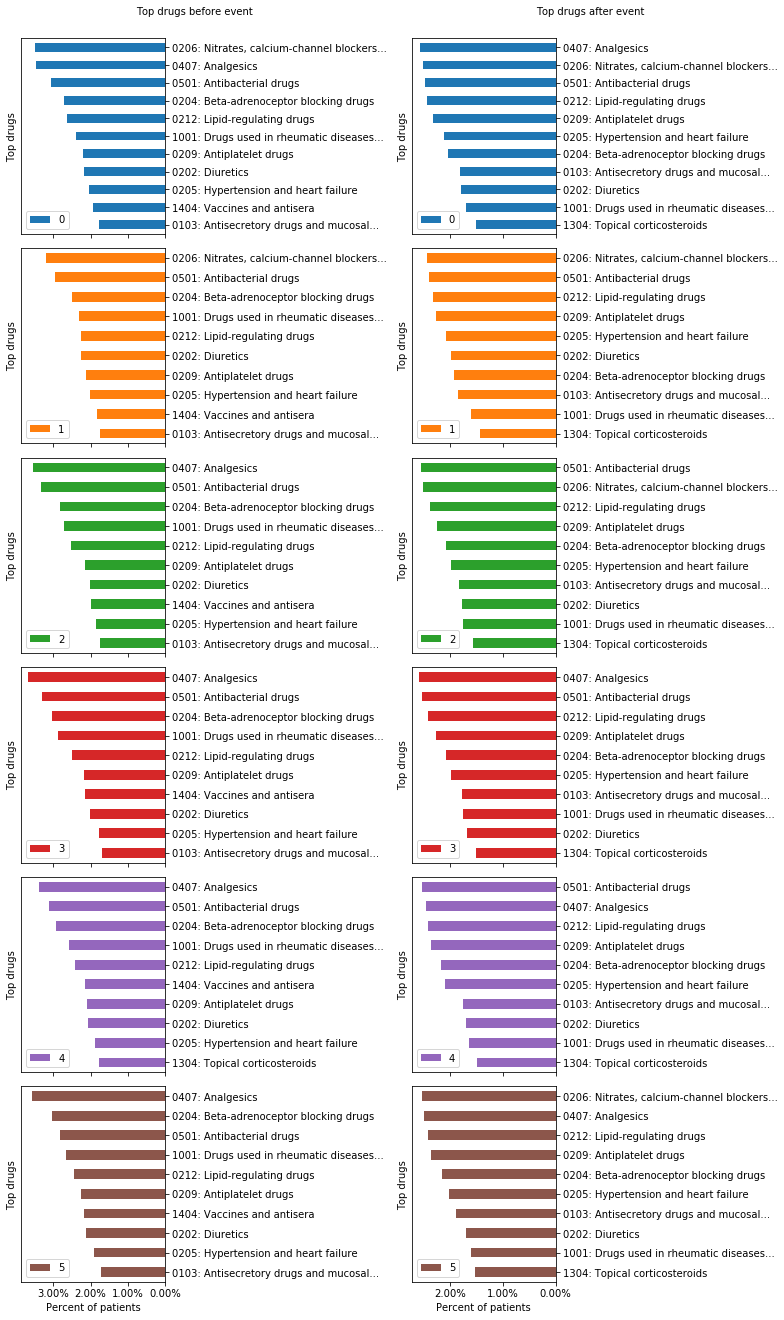 Top drugs before event
Top drugs
0206: Nitrates, calcium-channel blockers...
0407: Analgesics
0501: Antibacterial drugs
0204: Beta-adrenoceptor blocking drugs
0212: Lipid-regulating drugs
1001: Drugs used in rheumatic diseases...
0209: Antiplatelet drugs
0202: Diuretics
0205: Hypertension and heart failure
1404: Vaccines and antisera
0103: Antisecretory drugs and mucosal...
0
Top drugs after event
Top drugs
0407: Analgesics
0206: Nitrates, calcium-channel blockers...
0501: Antibacterial drugs
0212: Lipid-regulating drugs
0209: Antiplatelet drugs
0205: Hypertension and heart failure
0204: Beta-adrenoceptor blocking drugs
0103: Antisecretory drugs and mucosal...
0202: Diuretics
1001: Drugs used in rheumatic diseases...
1304: Topical corticosteroids
0
Top drugs
0206: Nitrates, calcium-channel blockers...
0501: Antibacterial drugs
0204: Beta-adrenoceptor blocking drugs
1001: Drugs used in rheumatic diseases...
0212: Lipid-regulating drugs
0202: Diuretics
0209: Antiplatelet drugs
0205: Hypertension and heart failure
1404: Vaccines and antisera
0103: Antisecretory drugs and mucosal...
1
Top drugs
0206: Nitrates, calcium-channel blockers...
0501: Antibacterial drugs
0212: Lipid-regulating drugs
0209: Antiplatelet drugs
0205: Hypertension and heart failure
0202: Diuretics
0204: Beta-adrenoceptor blocking drugs
0103: Antisecretory drugs and mucosal...
1001: Drugs used in rheumatic diseases...
1304: Topical corticosteroids
1
Top drugs
0407: Analgesics
0501: Antibacterial drugs
0204: Beta-adrenoceptor blocking drugs
1001: Drugs used in rheumatic diseases...
0212: Lipid-regulating drugs
0209: Antiplatelet drugs
0202: Diuretics
1404: Vaccines and antisera
0205: Hypertension and heart failure
0103: Antisecretory drugs and mucosal...
2
Top drugs
0501: Antibacterial drugs
0206: Nitrates, calcium-channel blockers...
0212: Lipid-regulating drugs
0209: Antiplatelet drugs
0204: Beta-adrenoceptor blocking drugs
0205: Hypertension and heart failure
0103: Antisecretory drugs and mucosal...
0202: Diuretics
1001: Drugs used in rheumatic diseases...
1304: Topical corticosteroids
2
Top drugs
0407: Analgesics
0501: Antibacterial drugs
0204: Beta-adrenoceptor blocking drugs
1001: Drugs used in rheumatic diseases...
0212: Lipid-regulating drugs
0209: Antiplatelet drugs
1404: Vaccines and antisera
0202: Diuretics
0205: Hypertension and heart failure
0103: Antisecretory drugs and mucosal...
3
Top drugs
0407: Analgesics
0501: Antibacterial drugs
0212: Lipid-regulating drugs
0209: Antiplatelet drugs
0204: Beta-adrenoceptor blocking drugs
0205: Hypertension and heart failure
0103: Antisecretory drugs and mucosal...
1001: Drugs used in rheumatic diseases...
0202: Diuretics
1304: Topical corticosteroids
3
Top drugs
0407: Analgesics
0501: Antibacterial drugs
0204: Beta-adrenoceptor blocking drugs
1001: Drugs used in rheumatic diseases...
0212: Lipid-regulating drugs
1404: Vaccines and antisera
0209: Antiplatelet drugs
0202: Diuretics
0205: Hypertension and heart failure
1304: Topical corticosteroids
4
Top drugs
0501: Antibacterial drugs
0407: Analgesics
0212: Lipid-regulating drugs
0209: Antiplatelet drugs
0204: Beta-adrenoceptor blocking drugs
0205: Hypertension and heart failure
0103: Antisecretory drugs and mucosal...
0202: Diuretics
1001: Drugs used in rheumatic diseases...
1304: Topical corticosteroids
4
Top drugs
0407: Analgesics
0204: Beta-adrenoceptor blocking drugs
0501: Antibacterial drugs
1001: Drugs used in rheumatic diseases...
0212: Lipid-regulating drugs
0209: Antiplatelet drugs
1404: Vaccines and antisera
0202: Diuretics
0205: Hypertension and heart failure
0103: Antisecretory drugs and mucosal...
5
3.00% 2.00% 1.00% 0.00%
Percent of patients
Top drugs
0206: Nitrates, calcium-channel blockers...
0407: Analgesics
0212: Lipid-regulating drugs
0209: Antiplatelet drugs
0204: Beta-adrenoceptor blocking drugs
0205: Hypertension and heart failure
0103: Antisecretory drugs and mucosal...
0202: Diuretics
1001: Drugs used in rheumatic diseases...
1304: Topical corticosteroids
5
2.00% 1.00% 0.00%
Percent of patients